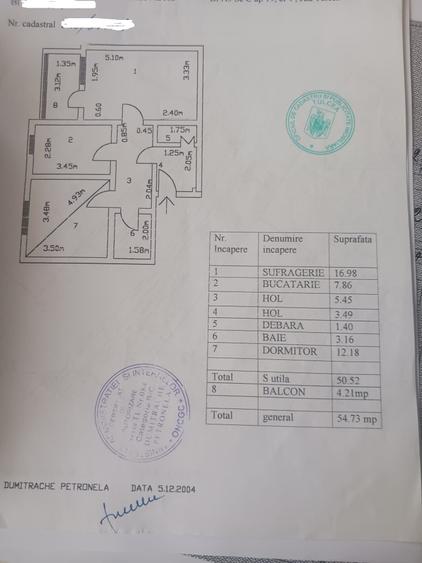 Nr. cadastral
5.10m
1.35m
1
1.95m
3.33m
3.12m
8
0.60
2.40m
0.85m
0.45
1.75m
5
2
2.28m
1.25m
4
2.05m
3.45m
3
2.04m
4.93m
3.48m
7
3.50m
2.00m
6
1.58m
TULCEA
Nr. Incapere Denumire incapere Suprafata
1 SUFRAGERIE 16.98
2 BUCATARIE 7.86
3 HOL 5.45
4 HOL 3.49
5 DEBARA 1.40
6 BAIE 3.16
7 DORMITOR 12.18
Total S utila 50.52
8 BALCON 4.21mp
Total general 54.73 mp
DUMITRACHE PETRONELA DATA 5.12.2004